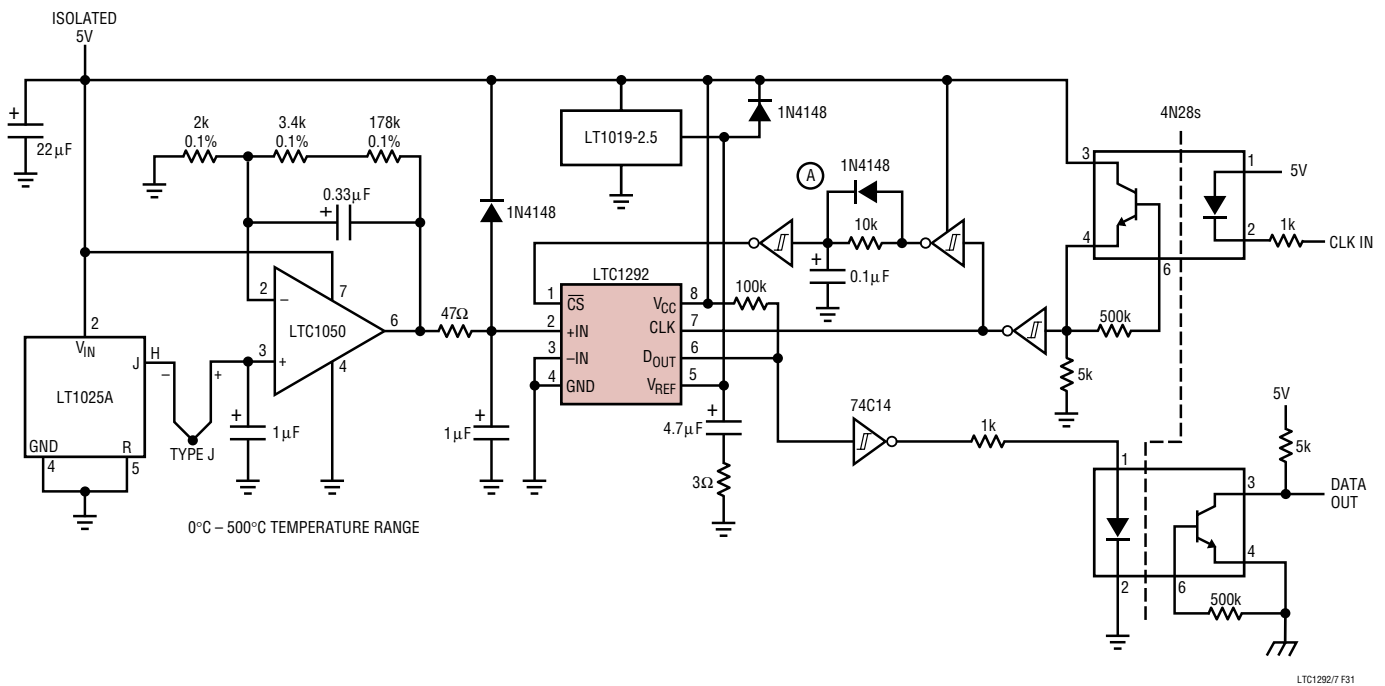 ISOLATED
5V
+
22µF
2k
0.1%
3.4k
0.1%
178k
0.1%
+
0.33µF
1N4148
LT1019-2.5
1N4148
A
1N4148
10k
+
0.1µF
4N28s
3
4
6
1
2
5V
1k
CLK IN
500k
5k
2
VIN
J
H
–
+
LT1025A
GND
R
4
5
TYPE J
+
1µF
2
–
3
+
LTC1050
7
4
6
47Ω
+
1µF
LTC1292
1
CS
2
+IN
3
–IN
4
GND
VCC
8
CLK
7
DOUT
6
VREF
5
100k
+
4.7µF
3Ω
74C14
1k
5V
5k
1
2
3
4
6
DATA
OUT
500k
0°C – 500°C TEMPERATURE RANGE
LTC1292/7 F31